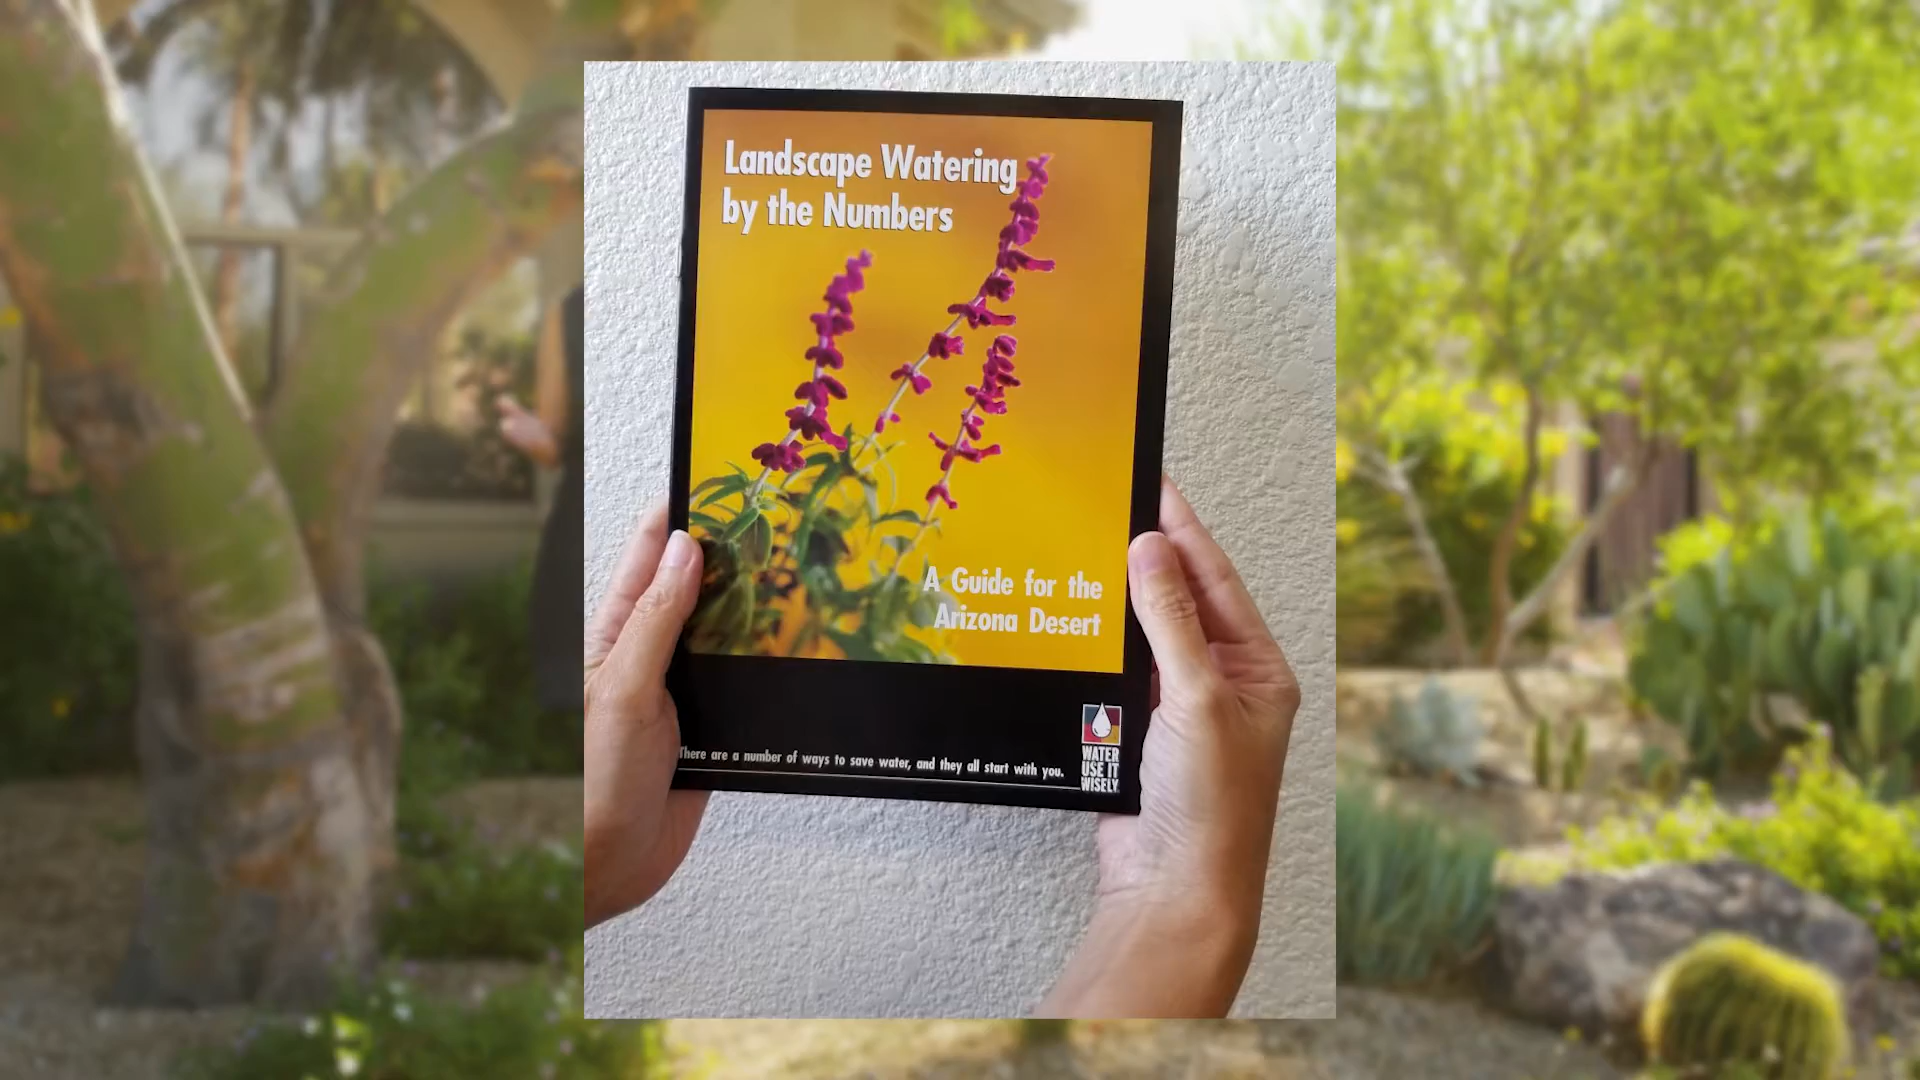 Landscape Watering
by the Numbers
A Guide for the
Arizona Desert
There are a number of ways to save water, and they all start with you.
WATER
USE IT
WISELY